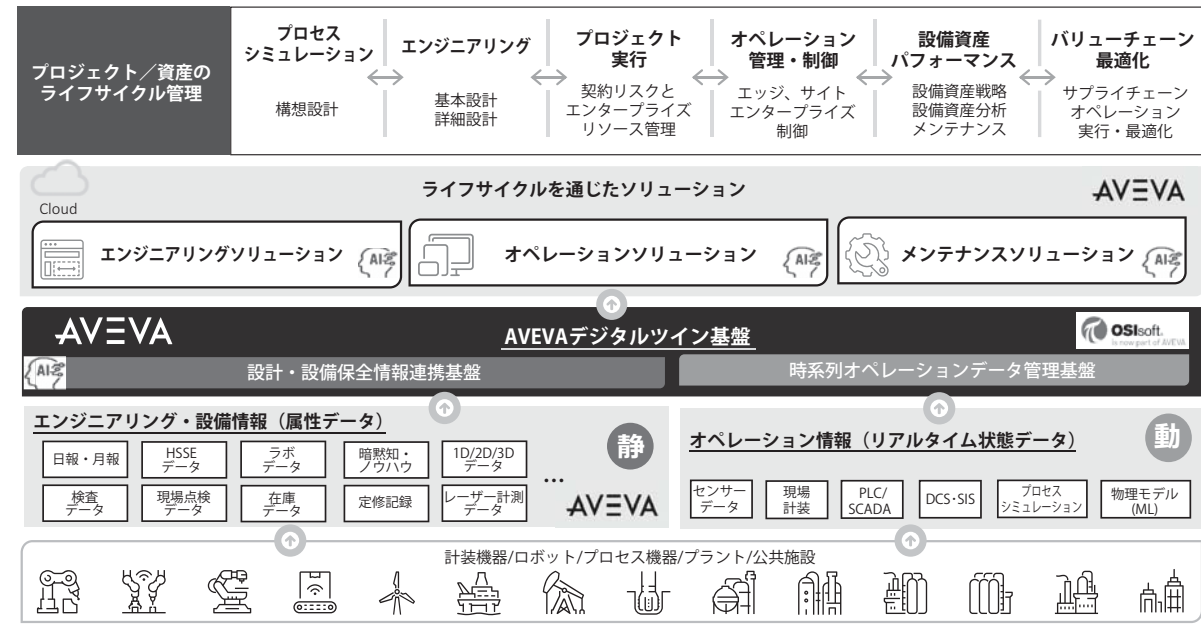 プロジェクト／資産の
ライフサイクル管理
プロセス
シミュレーション
構想設計
エンジニアリング
基本設計
詳細設計
プロジェクト
実行
契約リスクと
エンタープライズ
リソース管理
オペレーション
管理・制御
エッジ、サイト
エンタープライズ
制御
設備資産
パフォーマンス
設備資産戦略
設備資産分析
メンテナンス
バリューチェーン
最適化
サプライチェーン
オペレーション
実行・最適化
Cloud
ライフサイクルを通じたソリューション
AVEVA
エンジニアリングソリューション
AI
オペレーションソリューション
AI
メンテナンスソリューション
AI
AVEVA
AVEVAデジタルツイン基盤
OSIsoft.
is now part of AVEVA
AI
設計・設備保全情報連携基盤
時系列オペレーションデータ管理基盤
エンジニアリング・設備情報（属性データ）
静
日報・月報
HSSE
データ
ラボ
データ
暗黙知・
ノウハウ
1D/2D/3D
データ
検査
データ
現場点検
データ
在庫
データ
定修記録
レーザー計測
データ
...
AVEVA
オペレーション情報（リアルタイム状態データ）
動
センサー
データ
現場
計装
PLC/
SCADA
DCS・SIS
プロセス
シミュレーション
物理モデル
(ML)
計装機器/ロボット/プロセス機器/プラント/公共施設